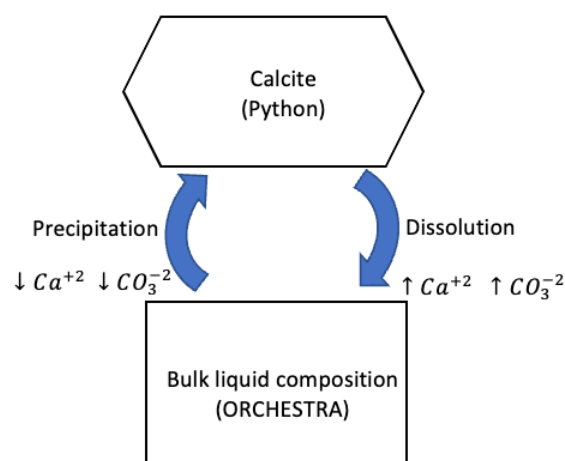 Calcite
(Python)
Precipitation
Dissolution
↓ Ca⁺² ↓ CO₃⁻²
↑ Ca⁺² ↑ CO₃⁻²
Bulk liquid composition
(ORCHESTRA)